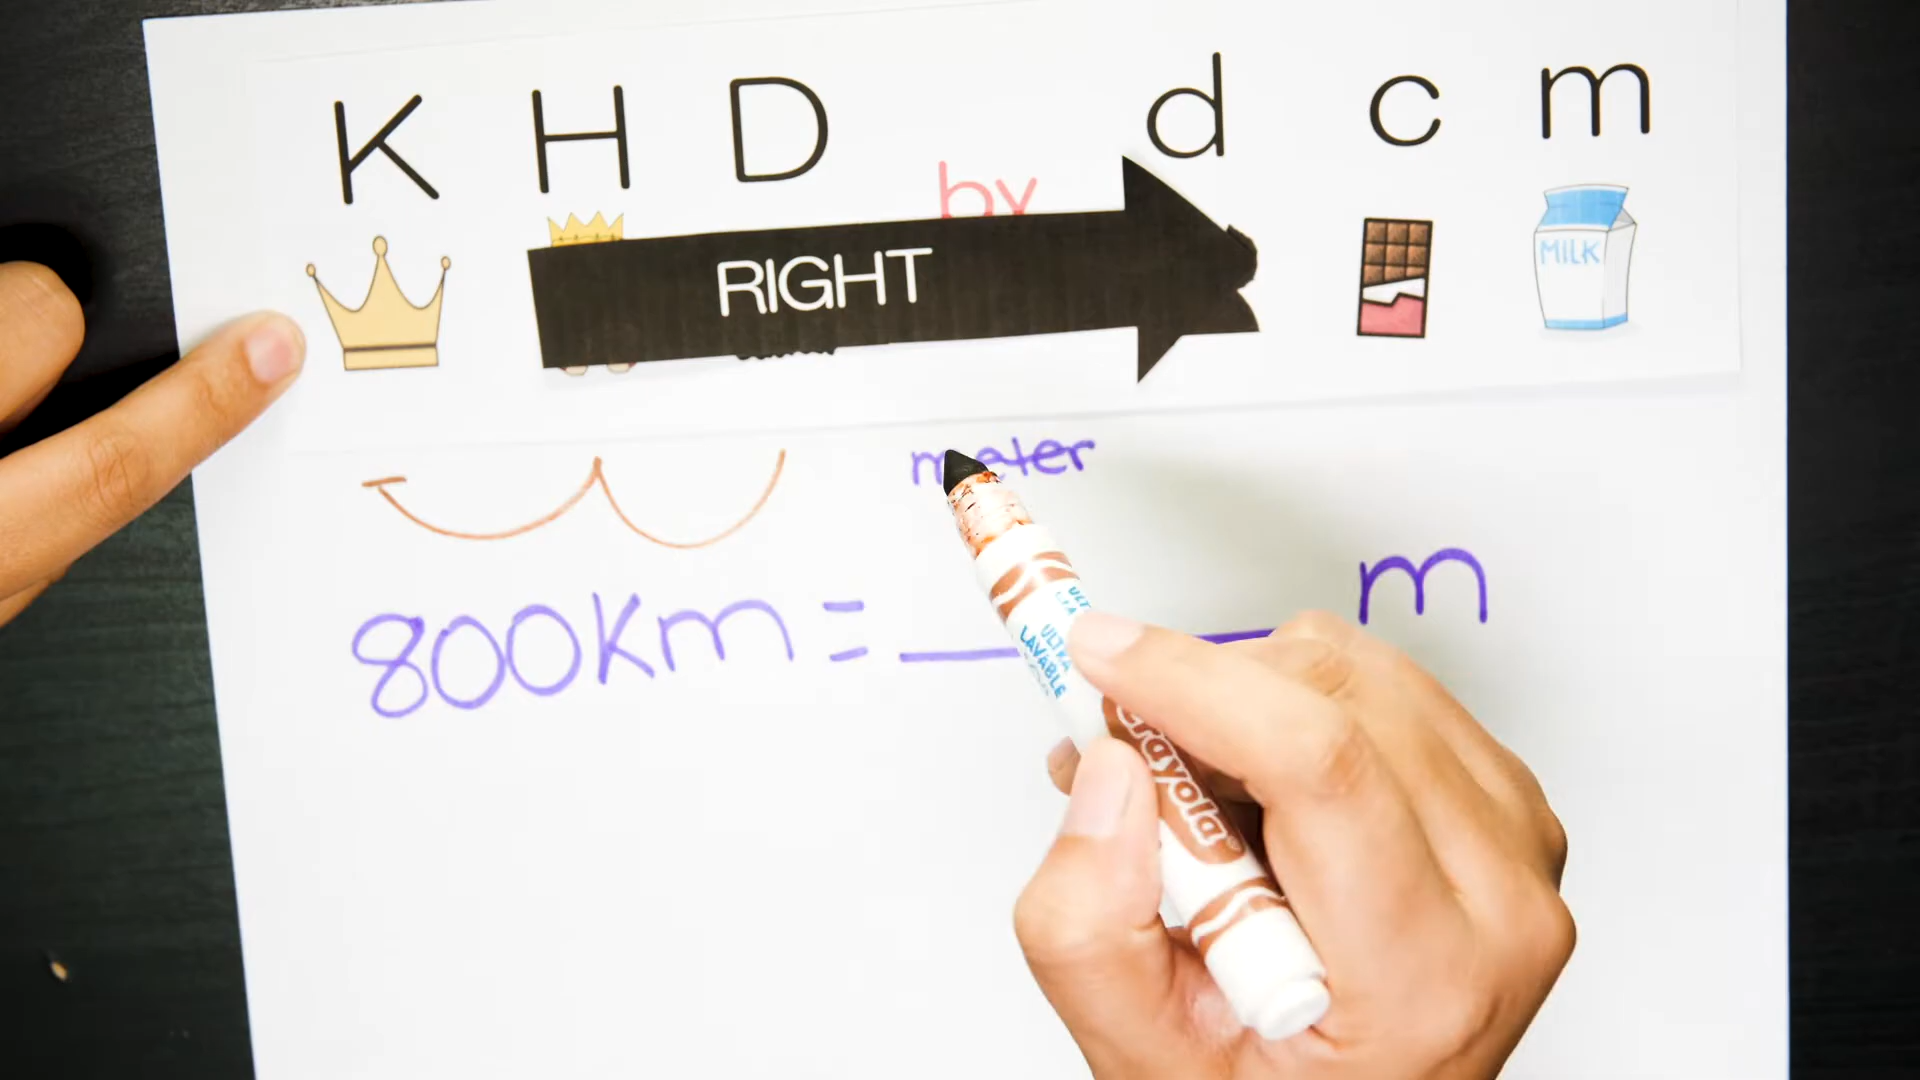 K H D d c m
by
RIGHT
MILK
meter
800km = m
ULTRA
LAVABLE
Crayola